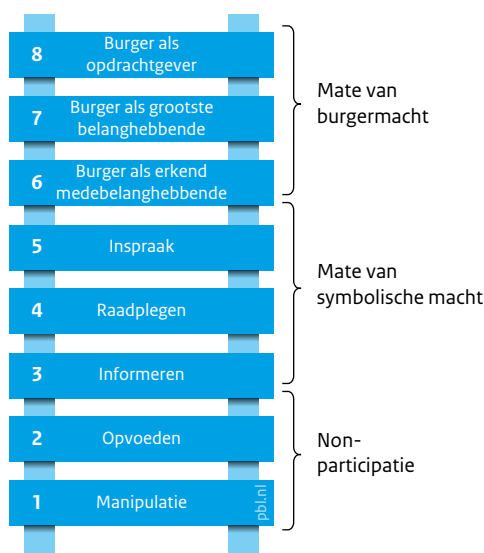 8
Burger als
opdrachtgever
7
Burger als grootste
belanghebbende
6
Burger als erkend
medebelanghebbende
Mate van
burgermacht
5
Inspraak
4
Raadplegen
3
Informeren
Mate van
symbolische macht
2
Opvoeden
1
Manipulatie
pbl.nl
Non-
participatie